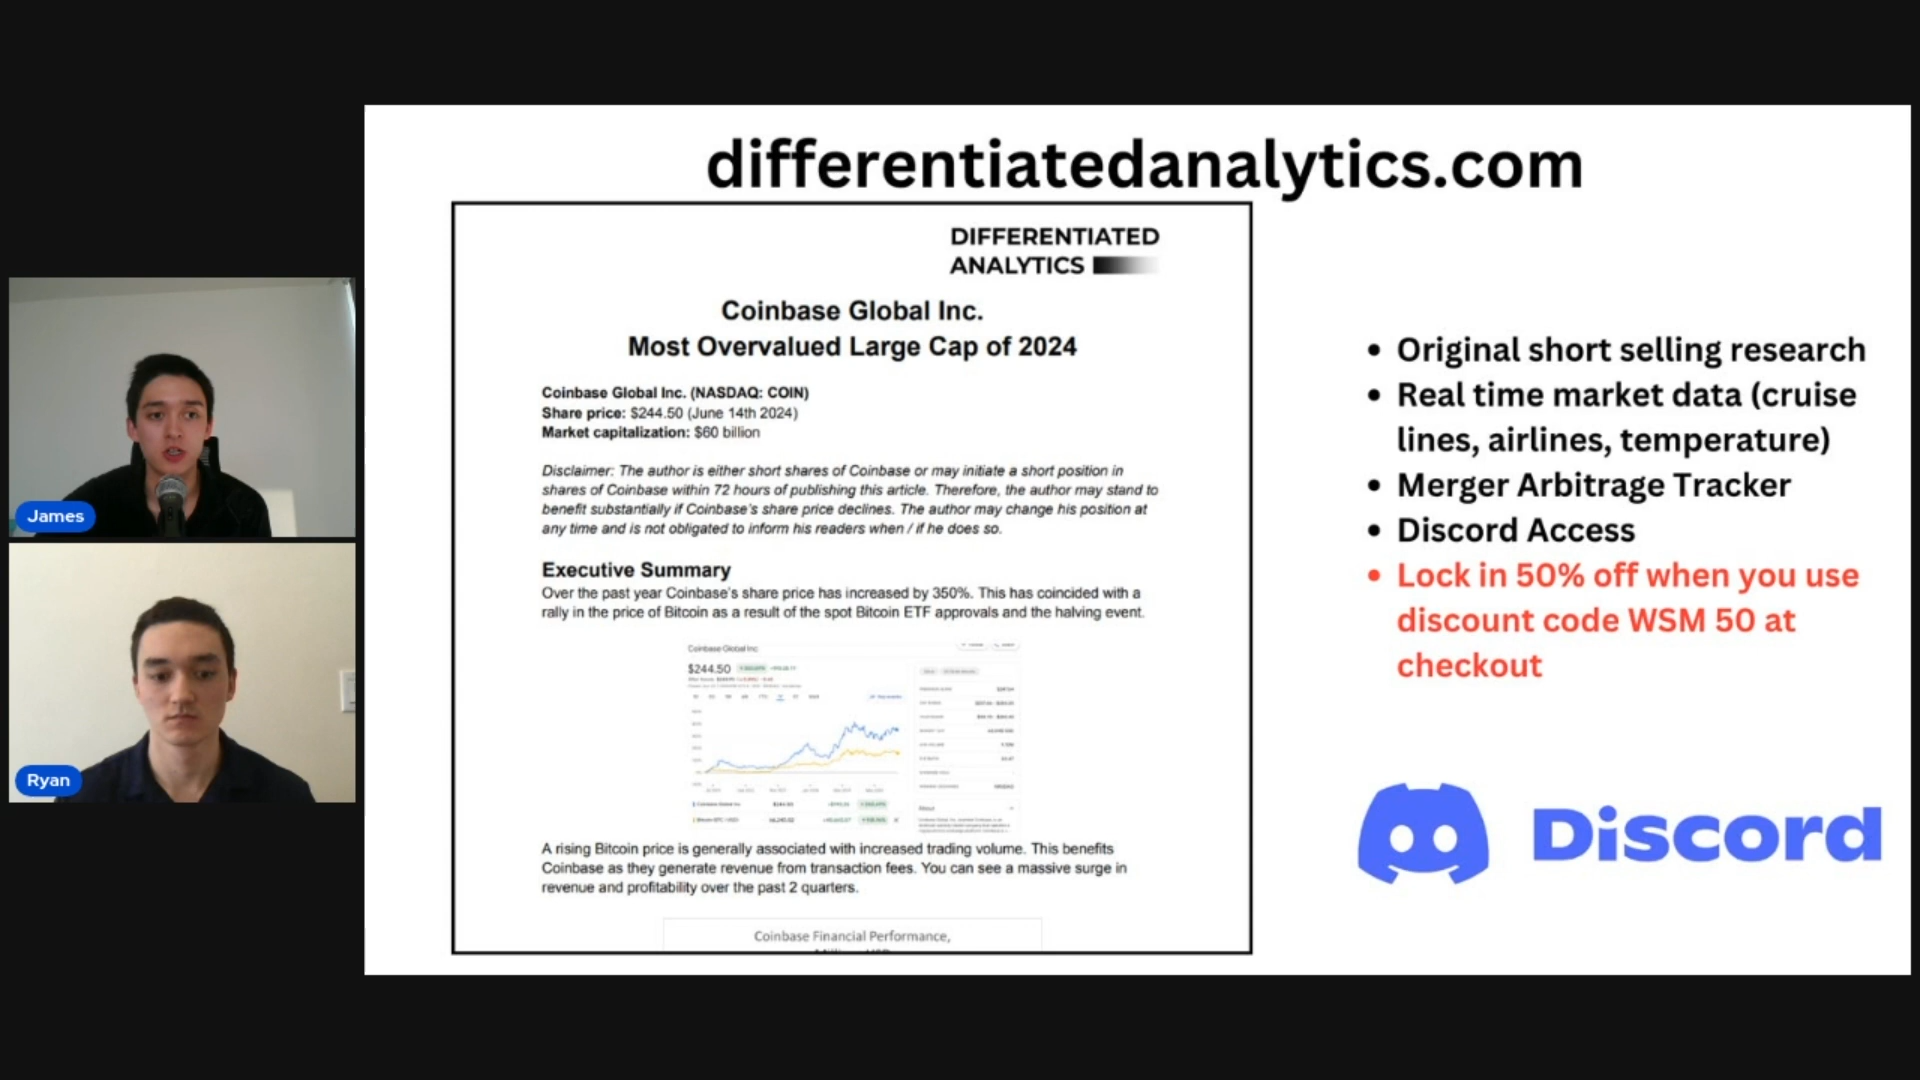 differentiatedanalytics.com
DIFFERENTIATED
ANALYTICS
Coinbase Global Inc.
Most Overvalued Large Cap of 2024
Coinbase Global Inc. (NASDAQ: COIN)
Share price: $244.50 (June 14th 2024)
Market capitalization: $60 billion
Disclaimer: The author is either short shares of Coinbase or may initiate a short position in
shares of Coinbase within 72 hours of publishing this article. Therefore, the author may stand to
benefit substantially if Coinbase's share price declines. The author may change his position at
any time and is not obligated to inform his readers when / if he does so.
Executive Summary
Over the past year Coinbase's share price has increased by 350%. This has coincided with a
rally in the price of Bitcoin as a result of the spot Bitcoin ETF approvals and the halving event.
Coinbase Global Inc
$244.50
About
A rising Bitcoin price is generally associated with increased trading volume. This benefits
Coinbase as they generate revenue from transaction fees. You can see a massive surge in
revenue and profitability over the past 2 quarters.
Coinbase Financial Performance,
• Original short selling research
• Real time market data (cruise
lines, airlines, temperature)
• Merger Arbitrage Tracker
• Discord Access
• Lock in 50% off when you use
discount code WSM 50 at
checkout
Discord
James
Ryan